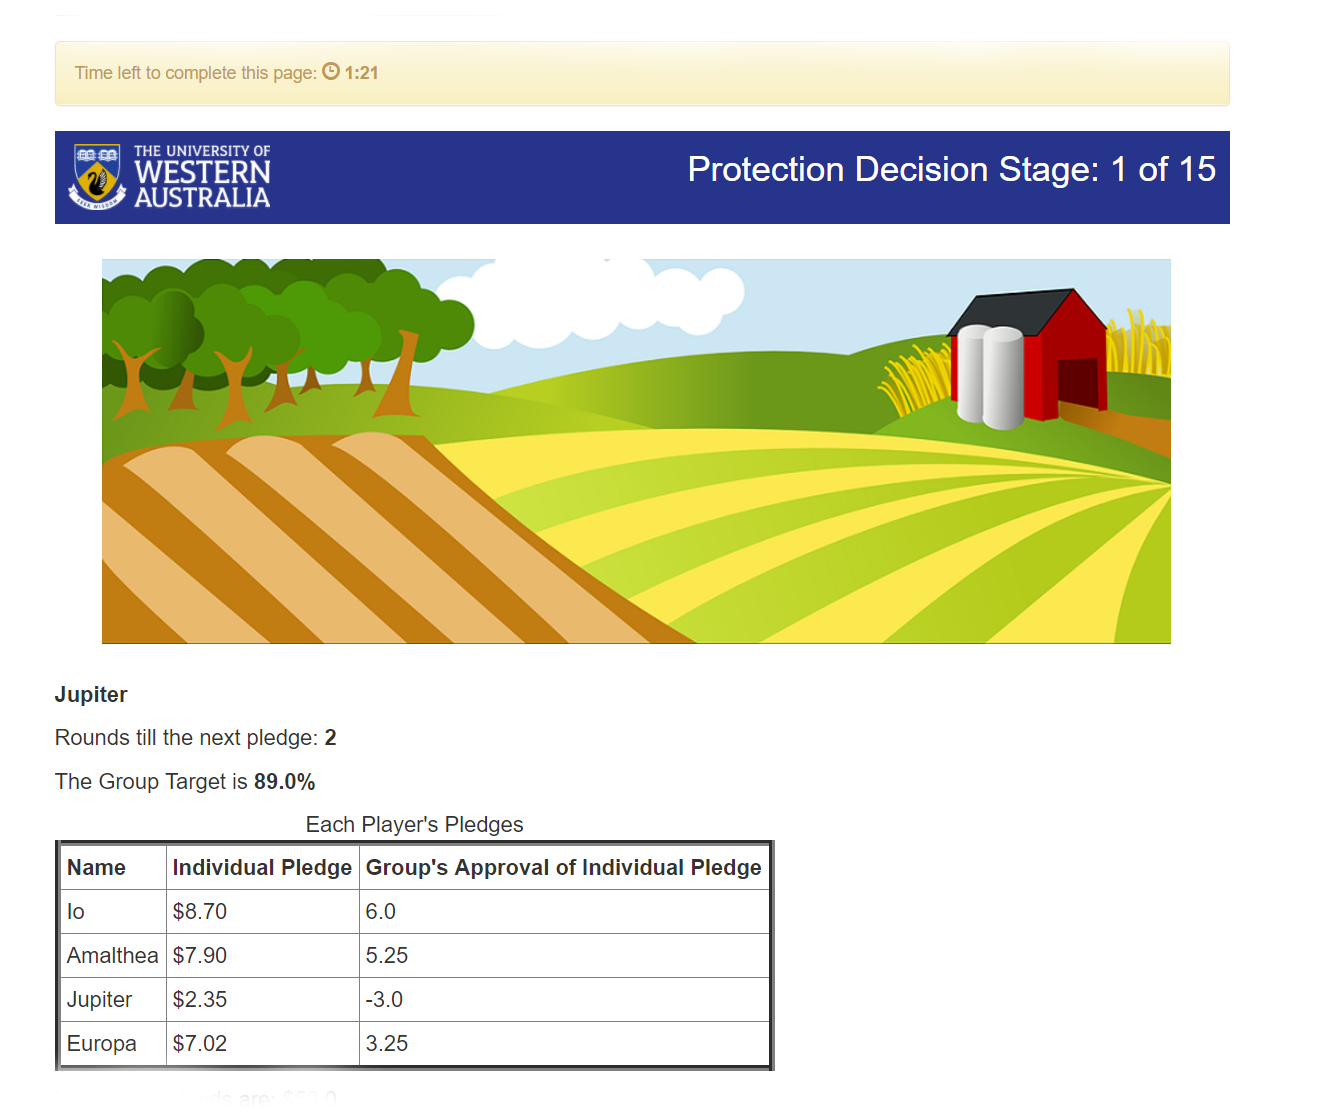 Time left to complete this page: 1:21
THE UNIVERSITY OF
WESTERN
AUSTRALIA
SEEK WISDOM
Protection Decision Stage: 1 of 15
Jupiter
Rounds till the next pledge: 2
The Group Target is 89.0%
Each Player's Pledges
Name Individual Pledge Group's Approval of Individual Pledge
Io $8.70 6.0
Amalthea $7.90 5.25
Jupiter $2.35 -3.0
Europa $7.02 3.25
are: